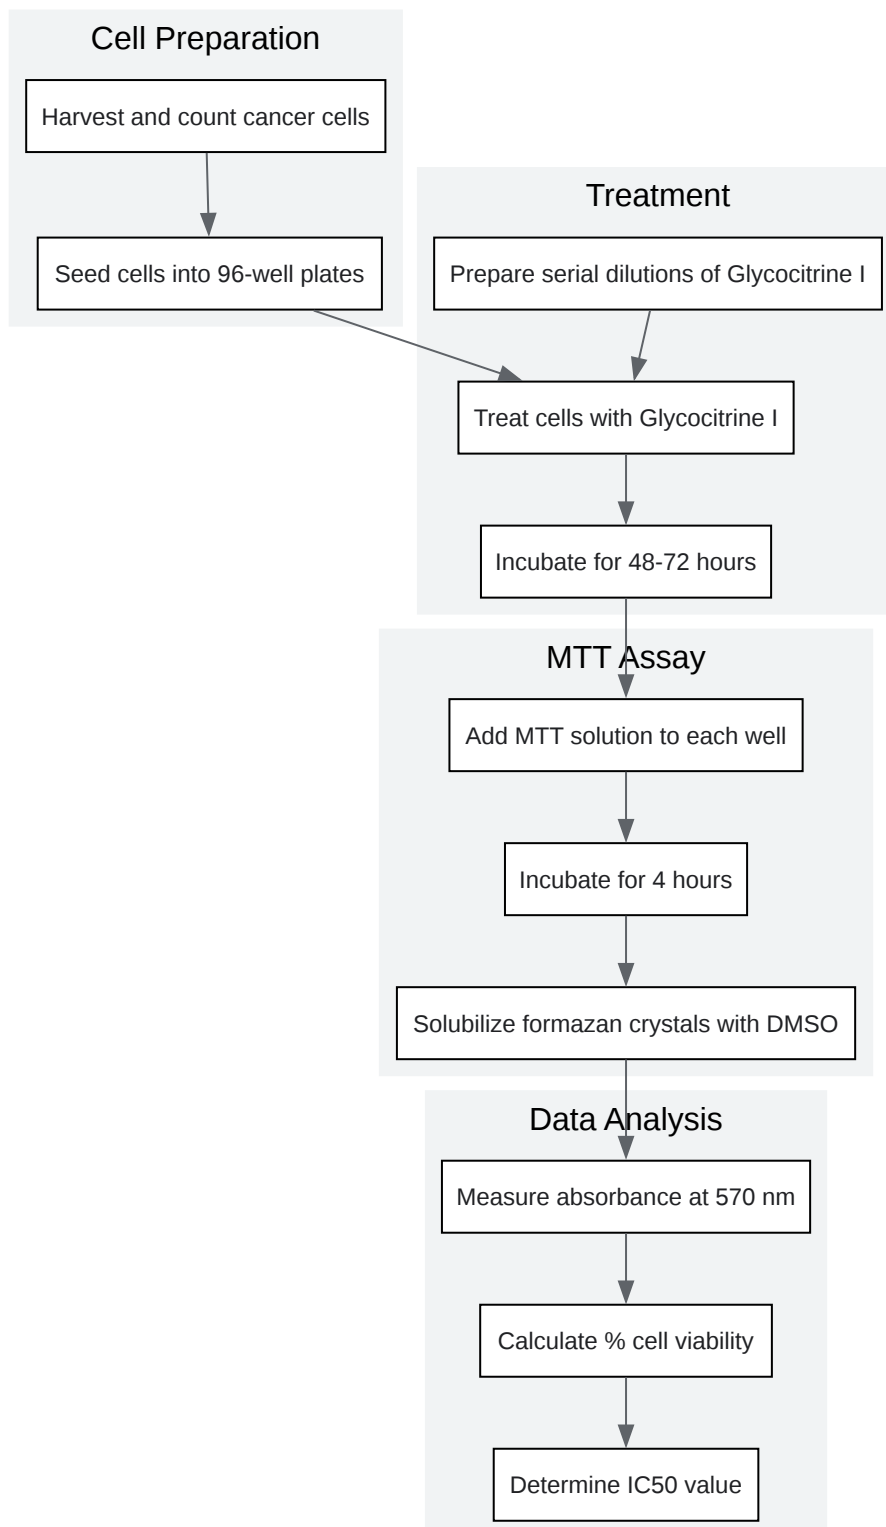 Cell Preparation
Harvest and count cancer cells
Seed cells into 96-well plates
Treatment
Prepare serial dilutions of Glycocitrine I
Treat cells with Glycocitrine I
Incubate for 48-72 hours
MTT Assay
Add MTT solution to each well
Incubate for 4 hours
Solubilize formazan crystals with DMSO
Data Analysis
Measure absorbance at 570 nm
Calculate % cell viability
Determine IC50 value